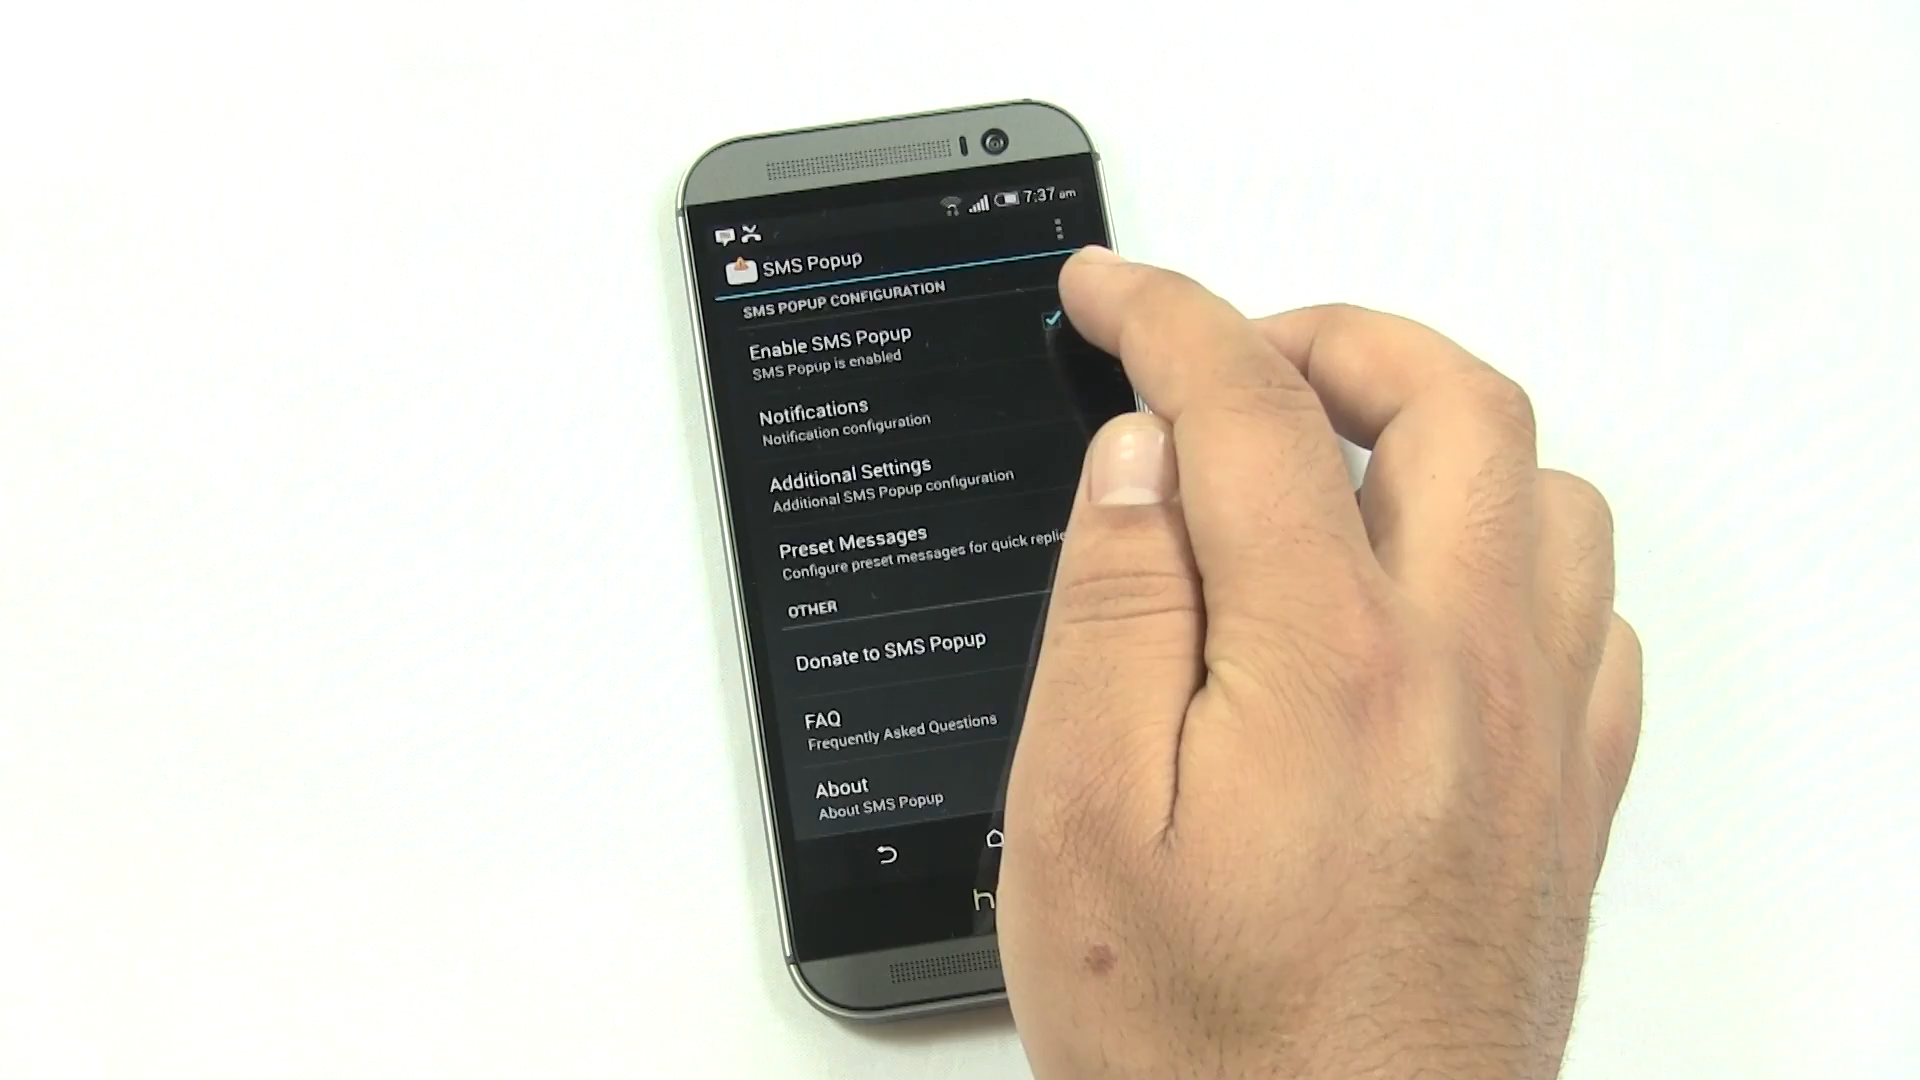 7:37 am
SMS Popup
SMS POPUP CONFIGURATION
Enable SMS Popup
SMS Popup is enabled
Notifications
Notification configuration
Additional Settings
Additional SMS Popup configuration
Preset Messages
Configure preset messages for quick
OTHER
Donate to SMS Popup
FAQ
Frequently Asked Questions
About
About SMS Popup